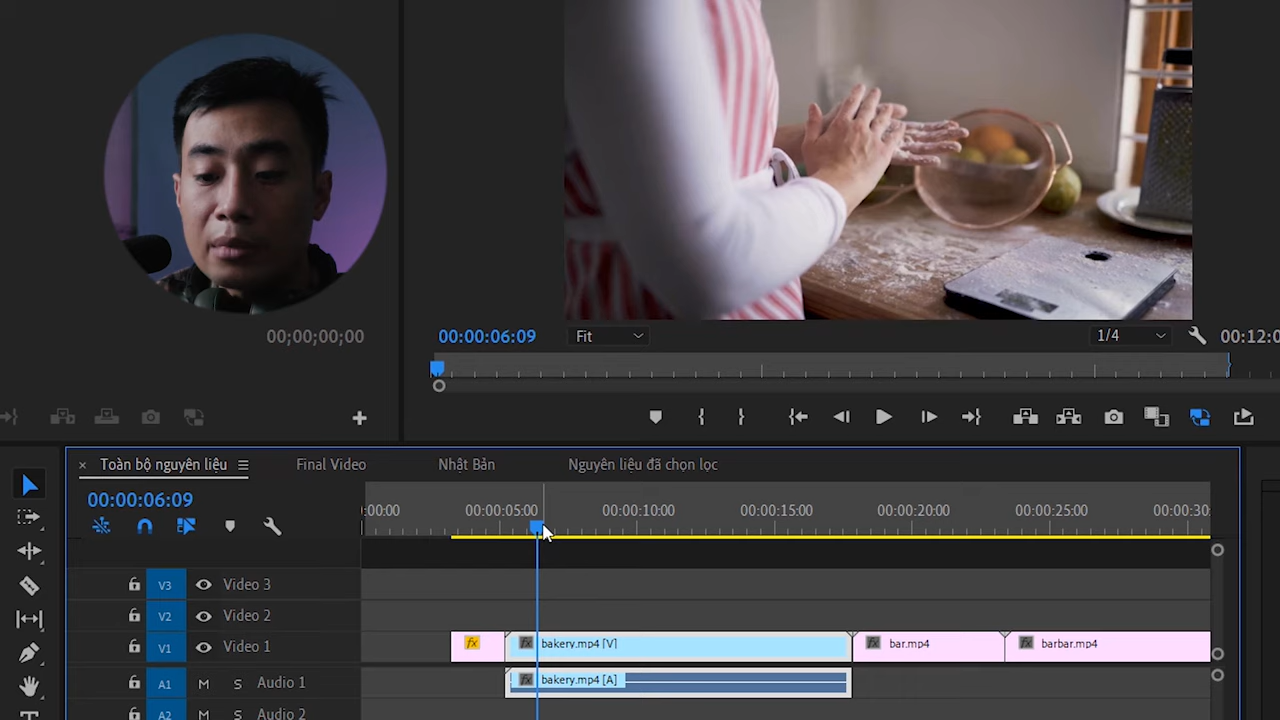 00;00;00;00
00:00:06:09
Fit
1/4
00:12:0
× Toàn bộ nguyên liệu
Final Video
Nhật Bản
Nguyên liệu đã chọn lọc
00:00:06:09
:00:00
00:00:05:00
00:00:10:00
00:00:15:00
00:00:20:00
00:00:25:00
00:00:30:
V3 Video 3
V2 Video 2
V1 Video 1
fx
fx bakery.mp4 [V]
fx bar.mp4
fx barbar.mp4
A1 M S Audio 1
fx bakery.mp4 [A]
A2 M S Audio 2